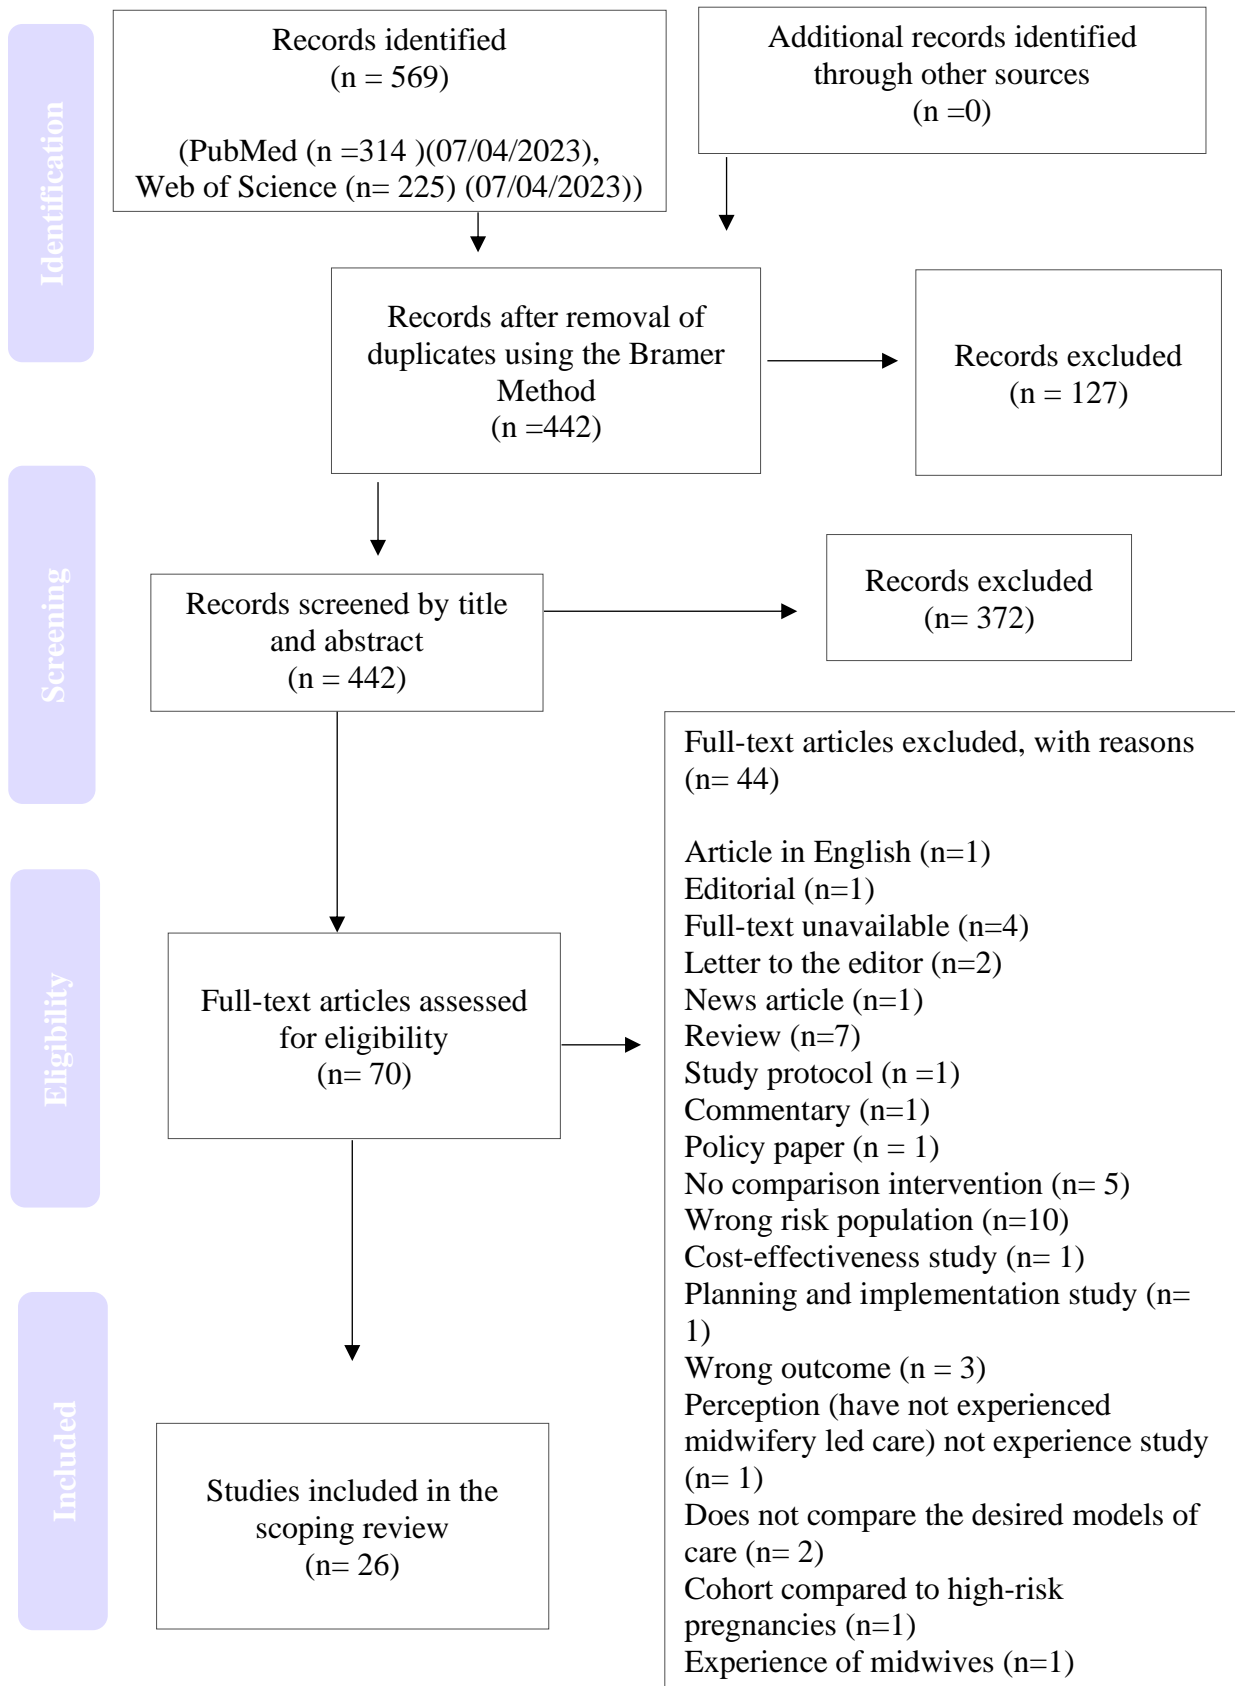 Identification
Records identified
(n = 569)
(PubMed (n =314 )(07/04/2023),
Web of Science (n= 225) (07/04/2023))
Additional records identified
through other sources
(n =0)
Records after removal of
duplicates using the Bramer
Method
(n =442)
Records excluded
(n = 127)
Screening
Records screened by title
and abstract
(n = 442)
Records excluded
(n= 372)
Eligibility
Full-text articles assessed
for eligibility
(n= 70)
Full-text articles excluded, with reasons
(n= 44)
Article in English (n=1)
Editorial (n=1)
Full-text unavailable (n=4)
Letter to the editor (n=2)
News article (n=1)
Review (n=7)
Study protocol (n =1)
Commentary (n=1)
Policy paper (n = 1)
No comparison intervention (n= 5)
Wrong risk population (n=10)
Cost-effectiveness study (n= 1)
Planning and implementation study (n=
1)
Wrong outcome (n = 3)
Perception (have not experienced
midwifery led care) not experience study
(n= 1)
Does not compare the desired models of
care (n= 2)
Cohort compared to high-risk
pregnancies (n=1)
Experience of midwives (n=1)
Included
Studies included in the
scoping review
(n= 26)